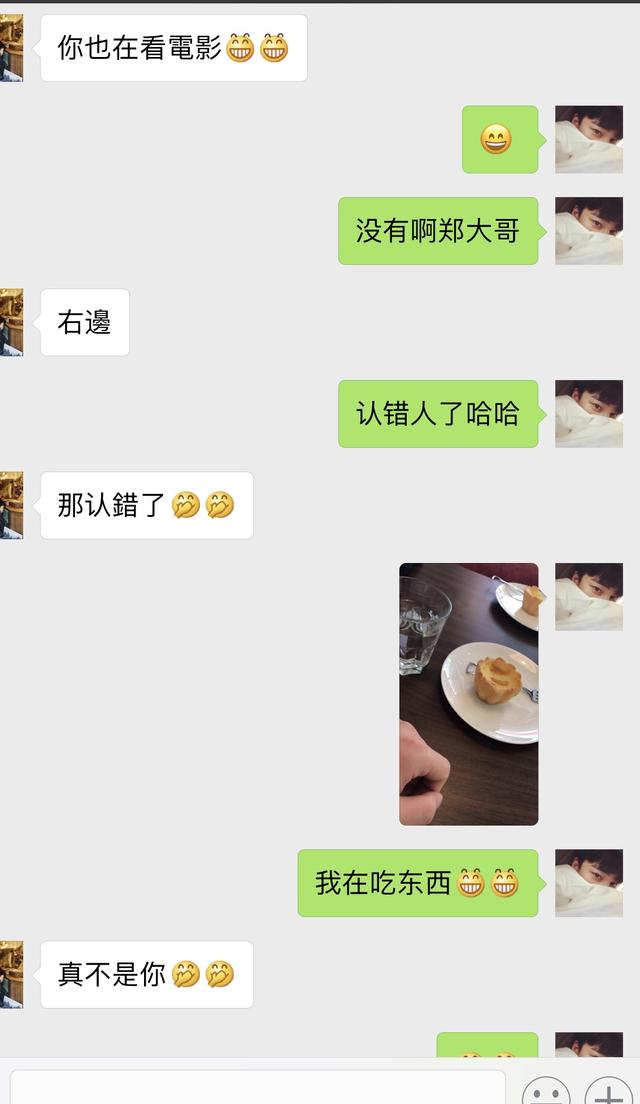 你也在看電影😁😁
😄
没有啊郑大哥
右邊
认错人了哈哈
那认錯了🤭🤭
我在吃东西😁😁
真不是你🤭🤭